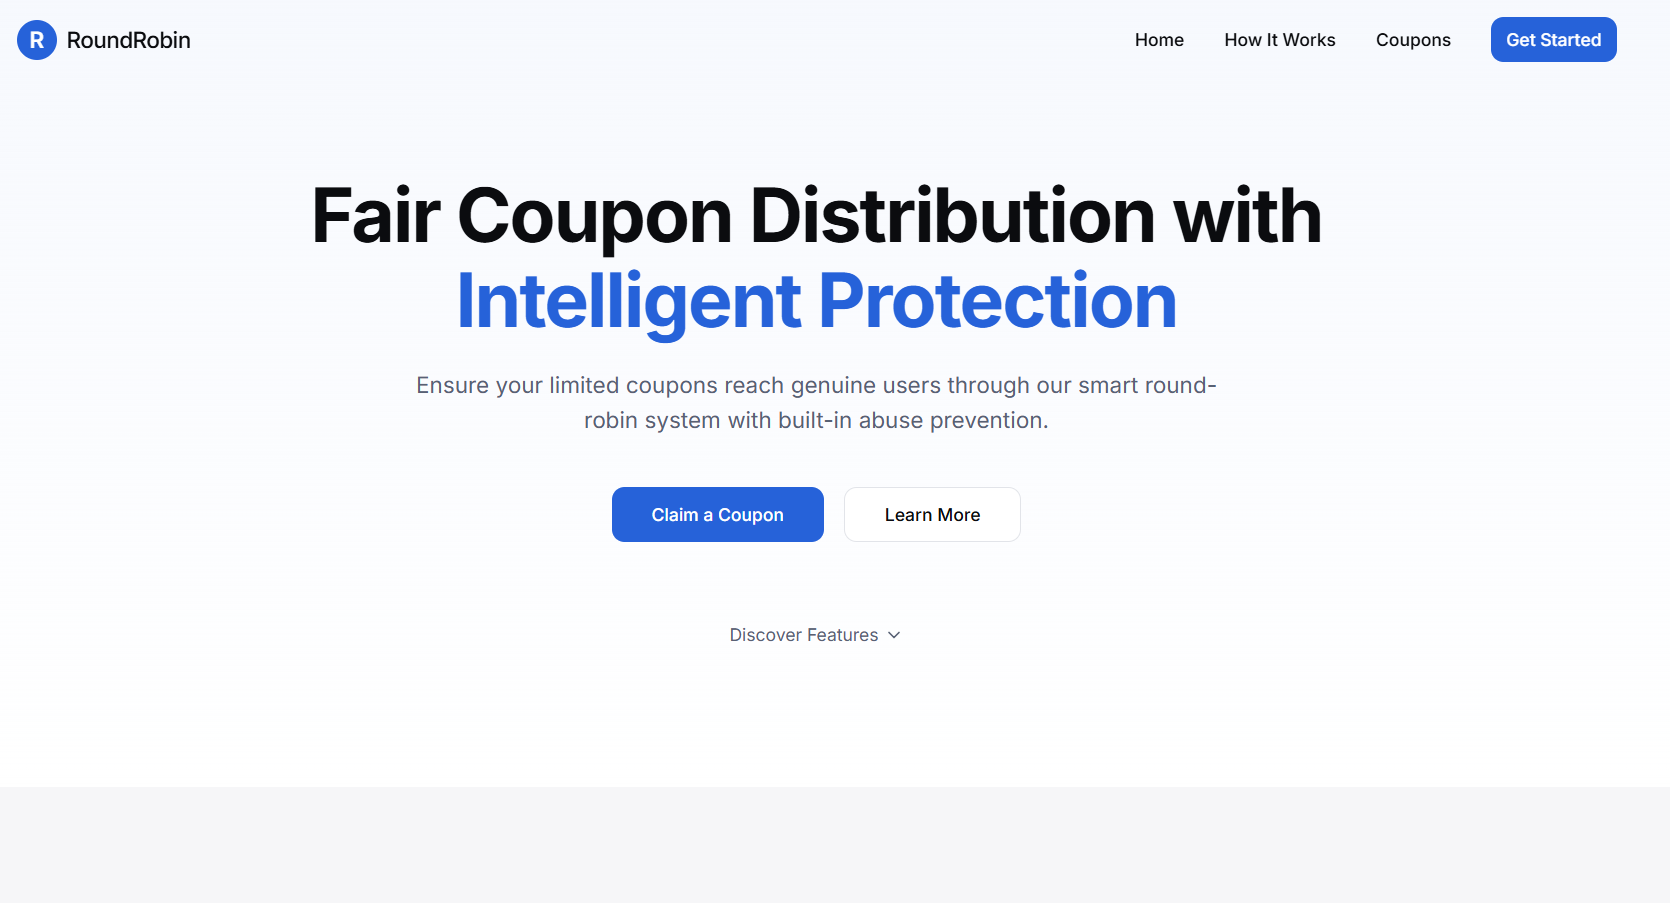 R RoundRobin
Home
How It Works
Coupons
Get Started
Fair Coupon Distribution with
Intelligent Protection
Ensure your limited coupons reach genuine users through our smart round-
robin system with built-in abuse prevention.
Claim a Coupon
Learn More
Discover Features